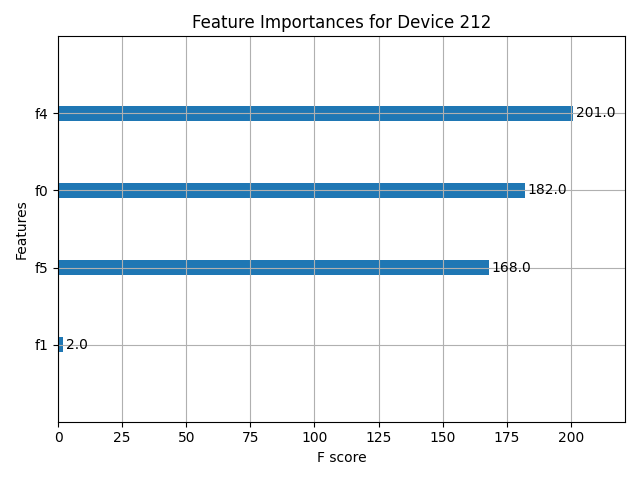 Feature Importances for Device 212
f4
201.0
f0
182.0
Features
f5
168.0
f1
2.0
0 25 50 75 100 125 150 175 200
F score